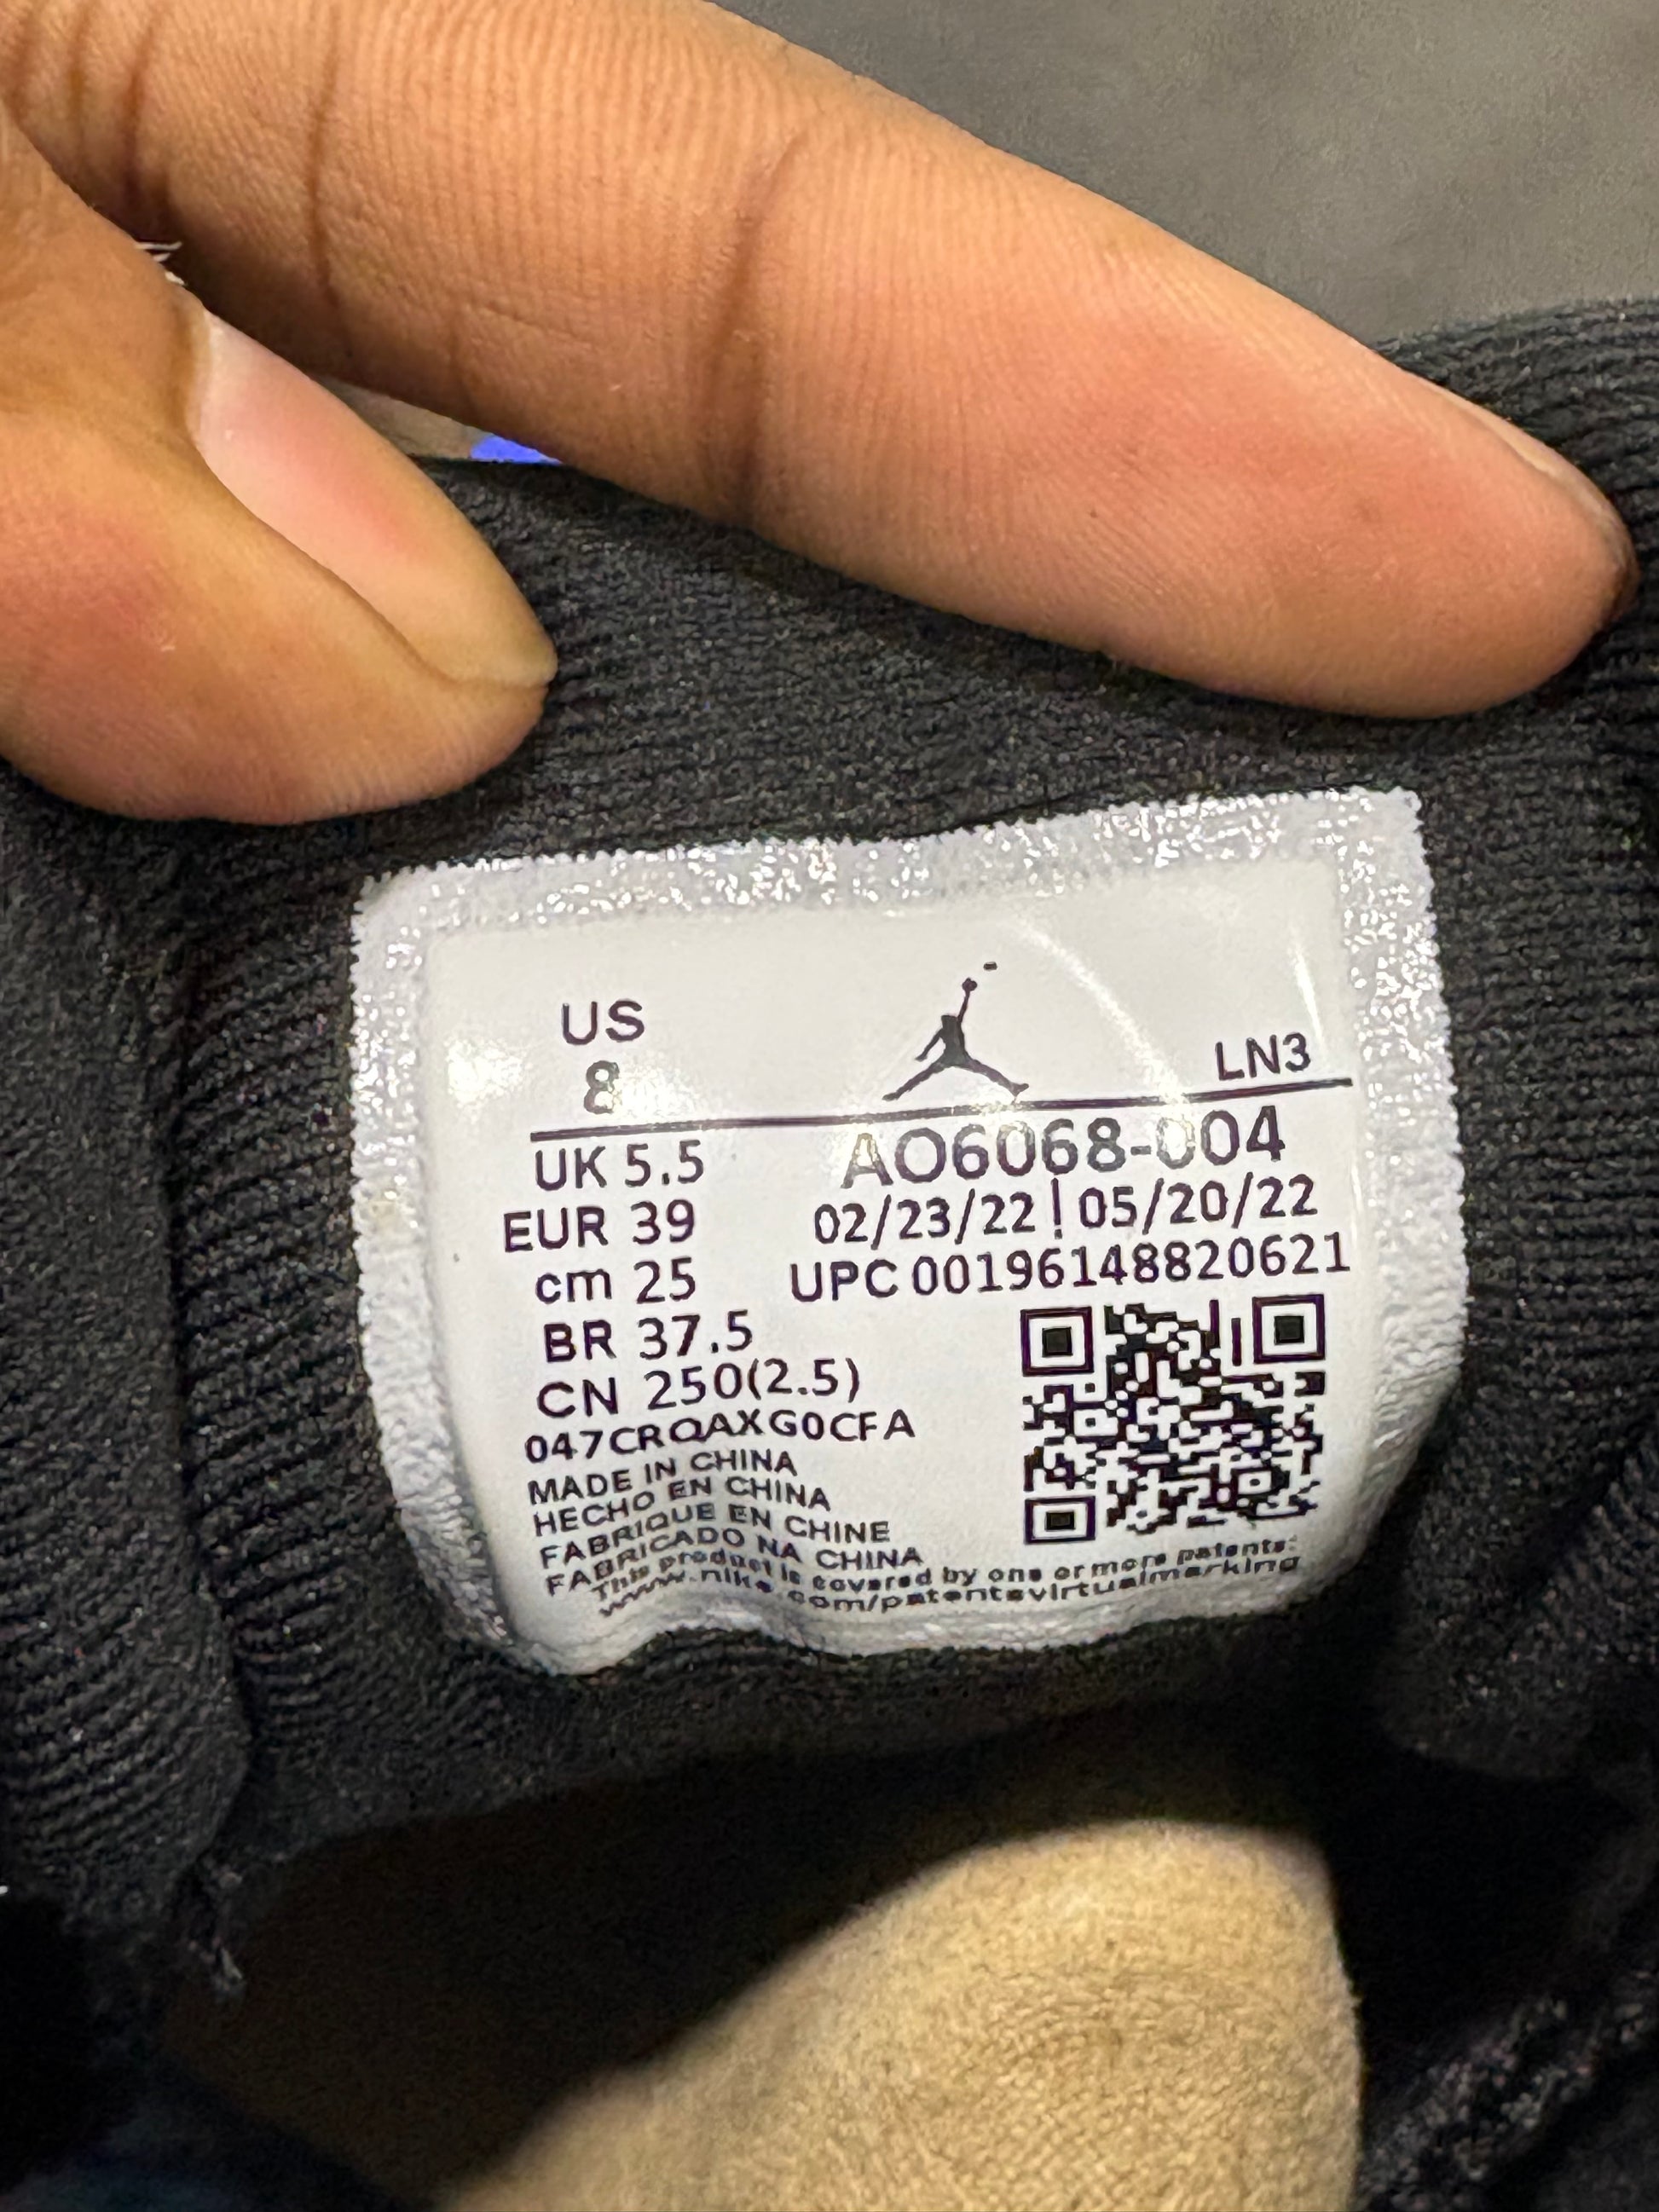 US
8
LN3
UK 5.5
AO6068-004
EUR 39
02/23/22 | 05/20/22
cm 25
UPC 00196148820621
BR 37.5
CN 250(2.5)
047CRQAXG0CFA
MADE IN CHINA
HECHO EN CHINA
FABRIQUE EN CHINE
FABRICADO NA CHINA
This product is covered by one or more patents:
www.nike.com/patentsvirtualmarking